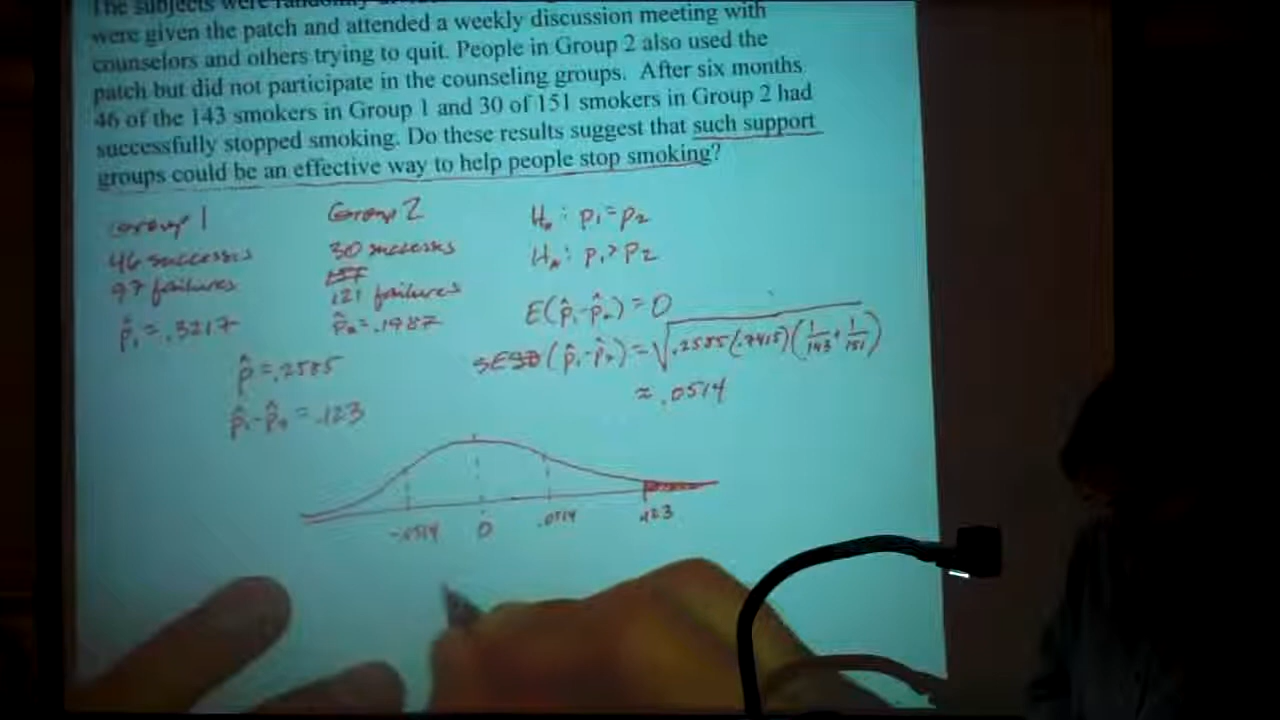 The subjects were randomly
were given the patch and attended a weekly discussion meeting with
counselors and others trying to quit. People in Group 2 also used the
patch but did not participate in the counseling groups. After six months
46 of the 143 smokers in Group 1 and 30 of 151 smokers in Group 2 had
successfully stopped smoking. Do these results suggest that such support
groups could be an effective way to help people stop smoking?
Group 1 Group 2 H₀: p₁=p₂
46 successes 30 successes Hₐ: p₁>p₂
97 failures 121 failures E(p̂₁-p̂₂)=0
p̂₁=.3217 p̂₂=.1987
p̂=.2585 SE(p̂₁-p̂₂)=√.2585(.7415)(1/143+1/151)
p̂₁-p̂₂=.123 ≈.0514
-.0514 0 .0514 .123